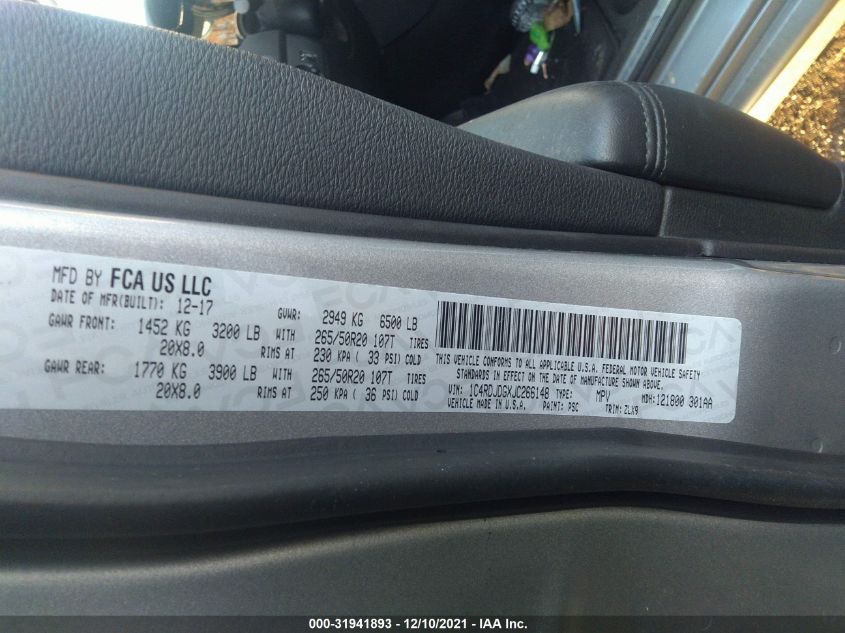 MFD BY FCA US LLC
DATE OF MFR(BUILT): 12-17 GVWR: 2949 KG 6500 LB
GAWR FRONT: 1452 KG 3200 LB WITH 265/50R20 107T TIRES
20X8.0 RIMS AT 230 KPA ( 33 PSI) COLD
GAWR REAR: 1770 KG 3900 LB WITH 265/50R20 107T TIRES
20X8.0 RIMS AT 250 KPA ( 36 PSI) COLD
THIS VEHICLE CONFORMS TO ALL APPLICABLE U.S.A. FEDERAL MOTOR VEHICLE SAFETY
STANDARDS IN EFFECT ON THE DATE OF MANUFACTURE SHOWN ABOVE.
VIN: 1C4RDJDGXJC266148 MPV MDH: 121800 301AA
VEHICLE MADE IN U.S.A. PAINT: PSC TRIM: ZLX9
000-31941893 - 12/10/2021 - IAA Inc.